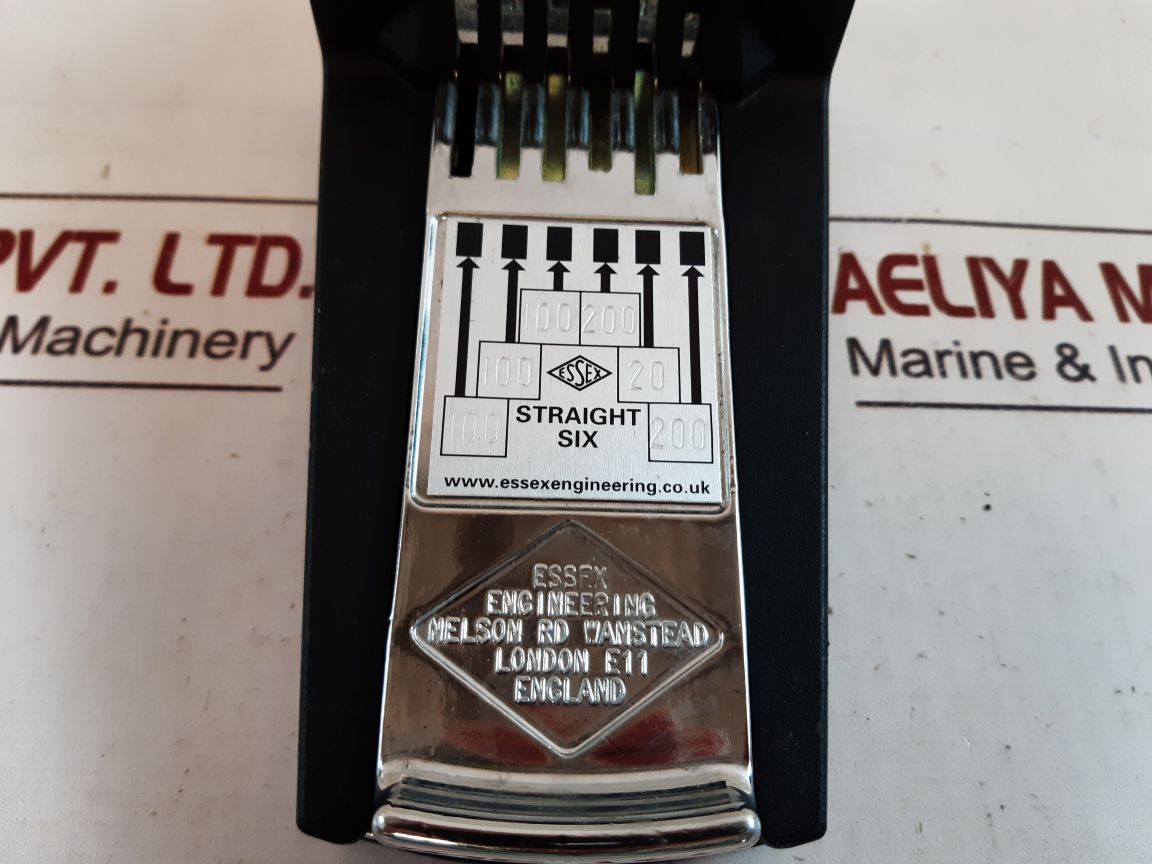 100 200
100 ESSEX 20
100 STRAIGHT SIX 200
www.essexengineering.co.uk
ESSEX
ENGINEERING
NELSON RD WANSTEAD
LONDON E11
ENGLAND
PVT. LTD.
Machinery
AELIYA M
Marine & In